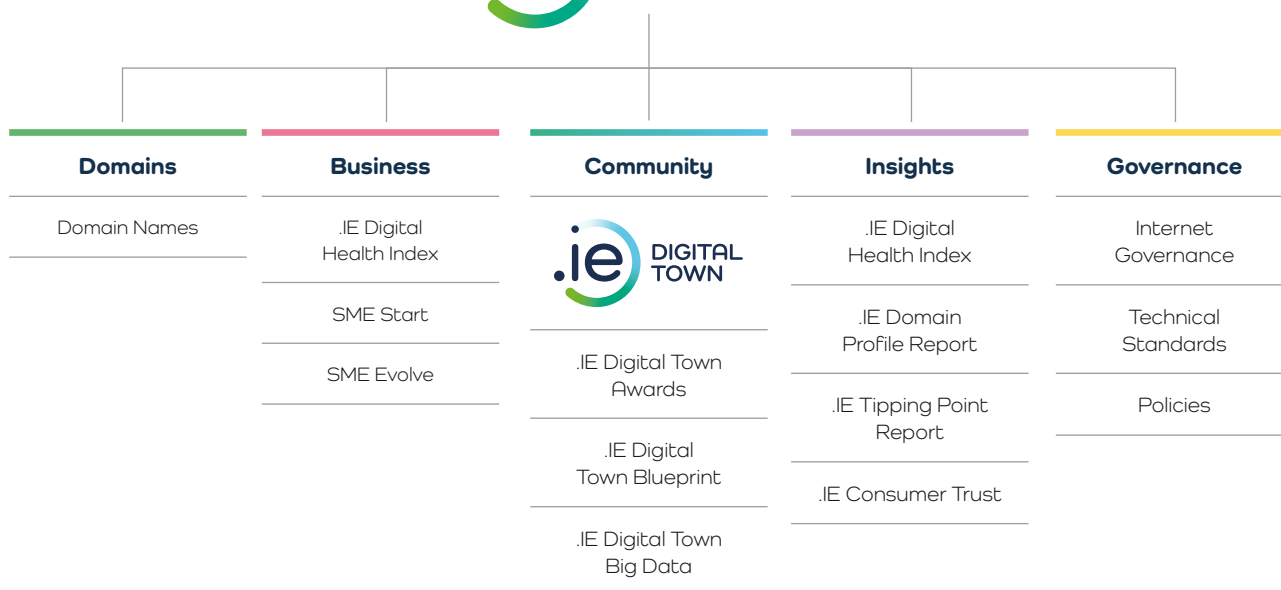 Domains
Domain Names
Business
.IE Digital
Health Index
SME Start
SME Evolve
Community
.ie DIGITAL
TOWN
.IE Digital Town
Awards
.IE Digital
Town Blueprint
.IE Digital Town
Big Data
Insights
.IE Digital
Health Index
.IE Domain
Profile Report
.IE Tipping Point
Report
.IE Consumer Trust
Governance
Internet
Governance
Technical
Standards
Policies